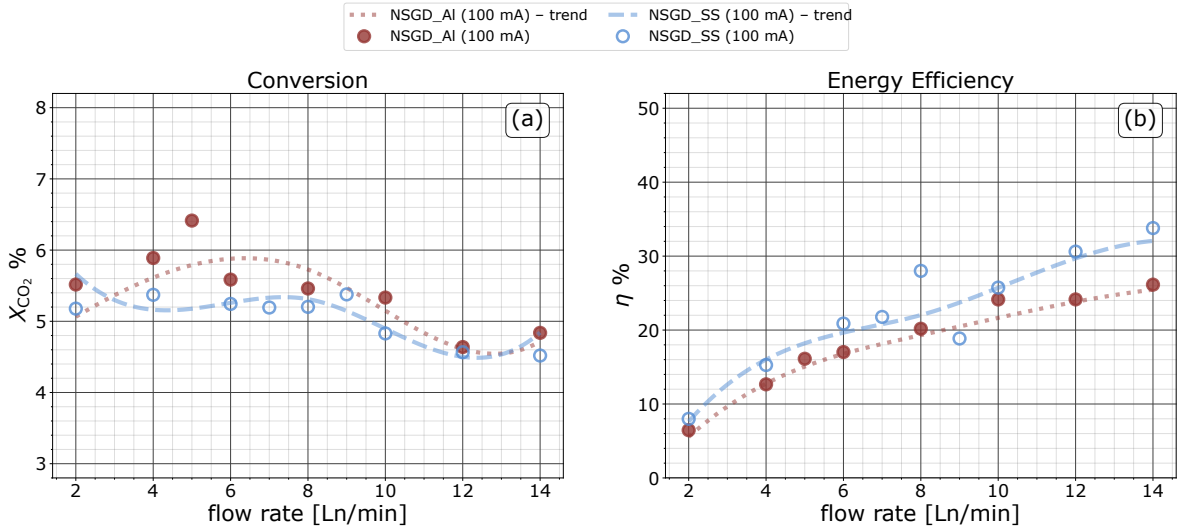 NSGD_Al (100 mA) – trend
NSGD_SS (100 mA) – trend
NSGD_Al (100 mA)
NSGD_SS (100 mA)
Conversion
(a)
8
7
6
5
4
3
X_CO₂ %
2 4 6 8 10 12 14
flow rate [Ln/min]
Energy Efficiency
(b)
50
40
30
20
10
0
η %
2 4 6 8 10 12 14
flow rate [Ln/min]